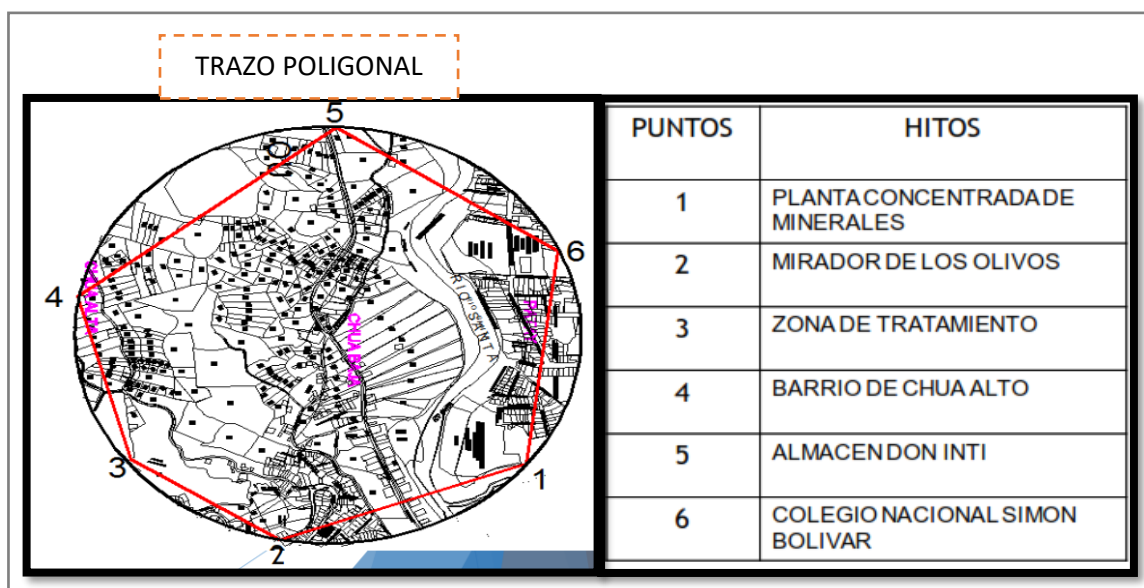 TRAZO POLIGONAL
5
6
4
3
2
1
CHUA BAJA
RIO SANTA
PUNTOS HITOS
1 PLANTA CONCENTRADA DE
MINERALES
2 MIRADOR DE LOS OLIVOS
3 ZONA DE TRATAMIENTO
4 BARRIO DE CHUA ALTO
5 ALMACEN DON INTI
6 COLEGIO NACIONAL SIMON
BOLIVAR